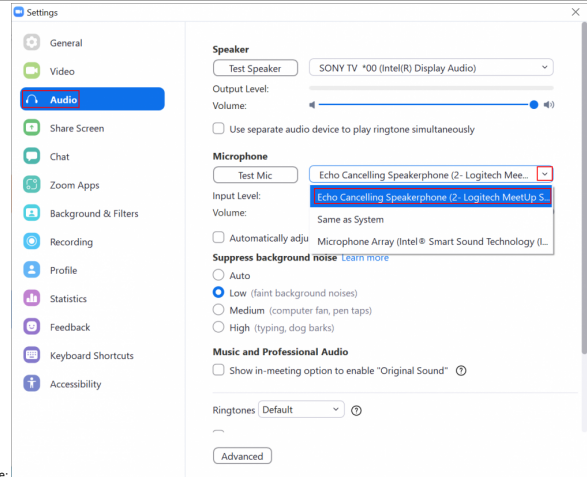 Settings
General
Video
Audio
Share Screen
Chat
Zoom Apps
Background & Filters
Recording
Profile
Statistics
Feedback
Keyboard Shortcuts
Accessibility
Speaker
Test Speaker SONY TV *00 (Intel(R) Display Audio)
Output Level:
Volume:
Use separate audio device to play ringtone simultaneously
Microphone
Test Mic Echo Cancelling Speakerphone (2- Logitech Mee...
Input Level:
Echo Cancelling Speakerphone (2- Logitech MeetUp S...
Volume:
Same as System
Automatically adju
Microphone Array (Intel® Smart Sound Technology (I...
Suppress background noise Learn more
Auto
Low (faint background noises)
Medium (computer fan, pen taps)
High (typing, dog barks)
Music and Professional Audio
Show in-meeting option to enable "Original Sound" ?
Ringtones Default ?
Advanced
e: